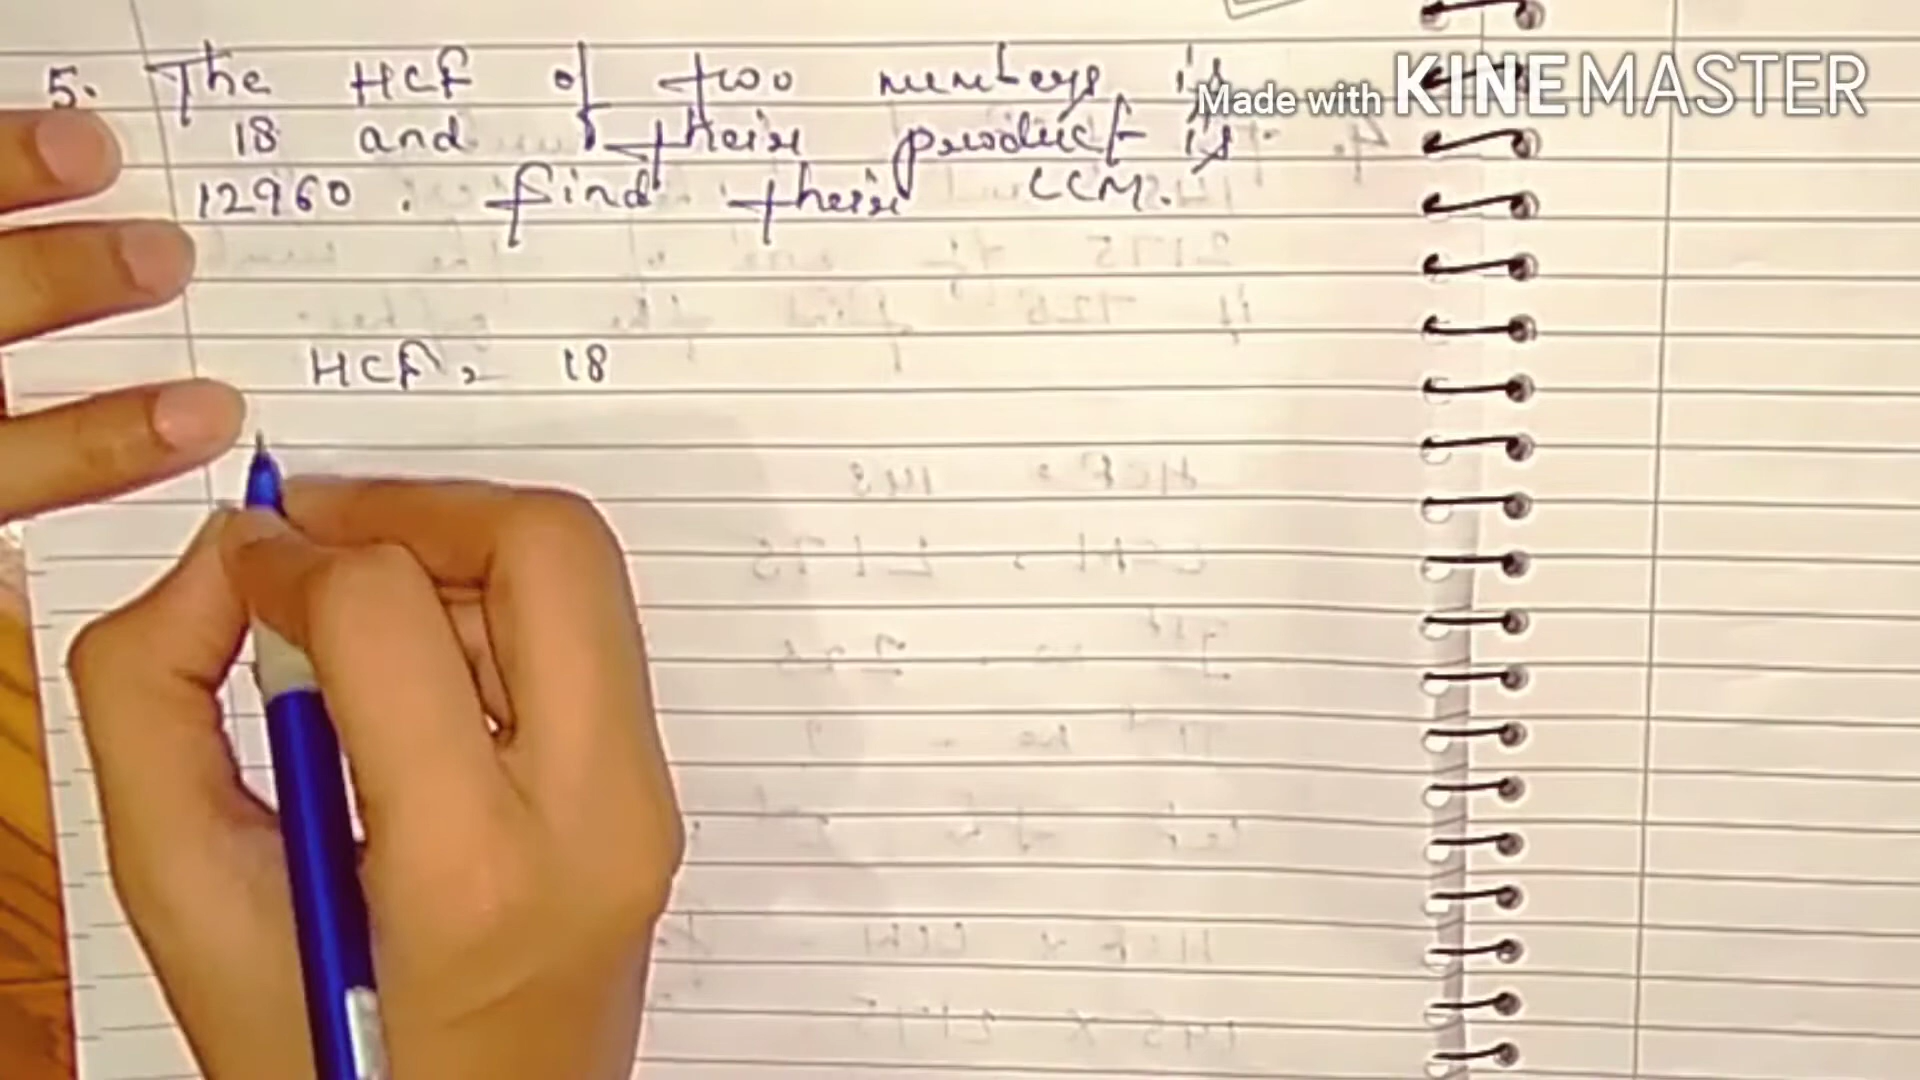 5. The HCF of two numbers is
18 and their product is
12960. find their LCM.
Made with KINEMASTER
HCF = 18